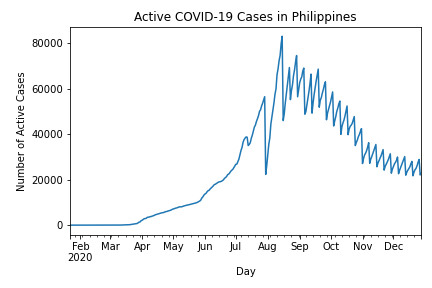 Active COVID-19 Cases in Philippines
Number of Active Cases
80000
60000
40000
20000
0
Feb Mar Apr May Jun Jul Aug Sep Oct Nov Dec
2020
Day